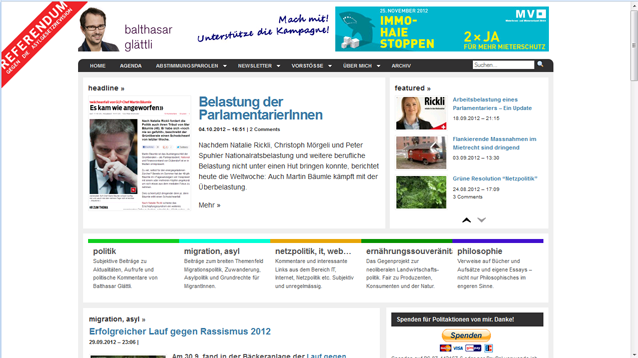 REFERENDUM
GEGEN DIE ASYLGESETZREVISION
balthasar
glättli
Mach mit!
Unterstütze die Kampagne!
25. NOVEMBER 2012
IMMO-
HAIE
STOPPEN
MV
2 x JA
FÜR MEHR MIETERSCHUTZ
HOME AGENDA ABSTIMMUNGSPAROLEN NEWSLETTER VORSTÖSSE ÜBER MICH ARCHIV
Suchen...
headline »
Es kam wie angeworfen»
Belastung der
ParlamentarierInnen
04.10.2012 – 16:51 | 2 Comments
Nachdem Natalie Rickli, Christoph Mörgeli und Peter
Spuhler Nationalratsbelastung und weitere berufliche
Belastung nicht unter einen Hut bringen konnte, berichtet
heute die Weltwoche: Auch Martin Bäumle kämpft mit der
Überbelastung.
Mehr »
featured »
Rickli
Arbeitsbelastung eines
Parlamentariers – Ein Update
18.09.2012 – 21:15
Flankierende Massnahmen im
Mietrecht sind dringend
03.09.2012 – 13:30
Grüne Resolution "Netzpolitik"
24.08.2012 – 17:09
3 Comments
politik
Subjektive Beiträge zu
Aktualitäten, Aufrufe und
politische Kommentare von
Balthasar Glättli.
migration, asyl
Beiträge zum breiten Themenfeld
Migrationspolitik, Zuwanderung,
Asylpolitik und Grundrechte für
MigrantInnen.
netzpolitik, it, web…
Kommentare und interessante
Links aus dem Bereich IT,
Internet, Netzpolitik etc. Subjektiv
und unregelmässig.
ernährungssouveränität
Das Gegenprojekt zur
neoliberalen Landwirtschafts-
politik. Fair zu Produzenten,
Konsumenten und der Natur.
philosophie
Verweise auf Bücher und
Aufsätze und eigene Essays –
nicht nur Philosophisches im
engeren Sinne.
migration, asyl »
Erfolgreicher Lauf gegen Rassismus 2012
29.09.2012 – 23:06 |
Am 30.9. fand in der Bäckeranlage der Lauf gegen
Spenden für Politaktionen von mir. Danke!
Spenden
VISA